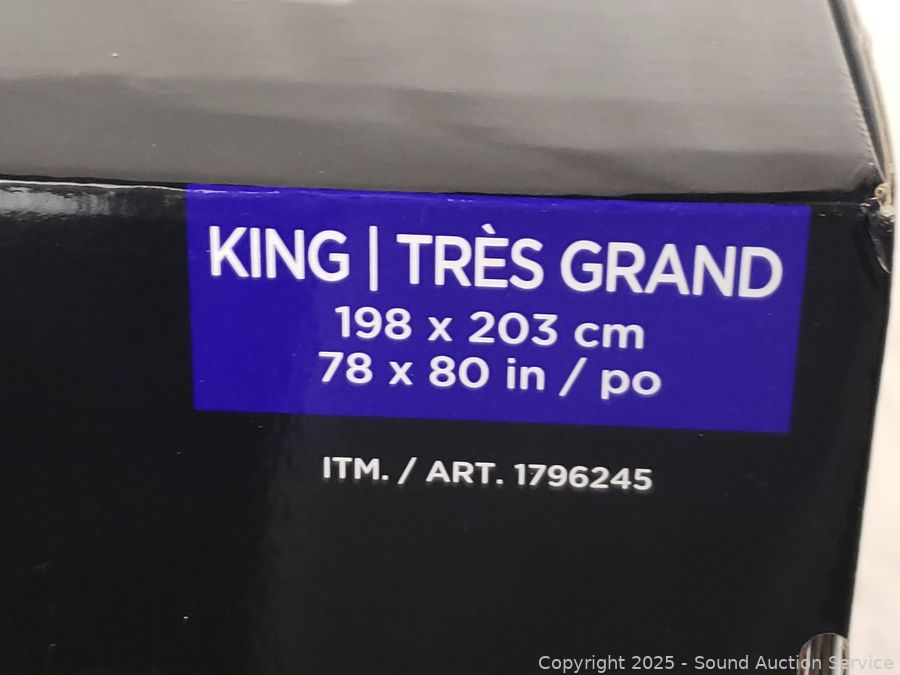 KING | TRÈS GRAND
198 x 203 cm
78 x 80 in / po
ITM. / ART. 1796245
Copyright 2025 - Sound Auction Service